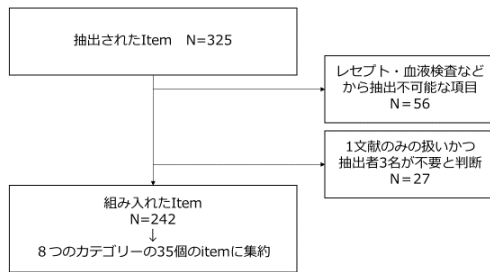 抽出されたItem　N=325
レセプト・血液検査など
から抽出不可能な項目
N＝56
1文献のみの扱いかつ
抽出者3名が不要と判断
N＝27
組み入れたItem
N=242
↓
８つのカテゴリーの35個のitemに集約